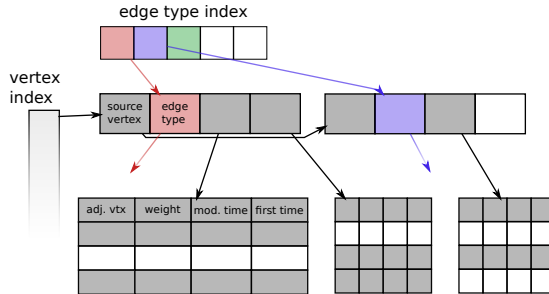 edge type index
vertex
index
source
vertex
edge
type
adj. vtx
weight
mod. time
first time